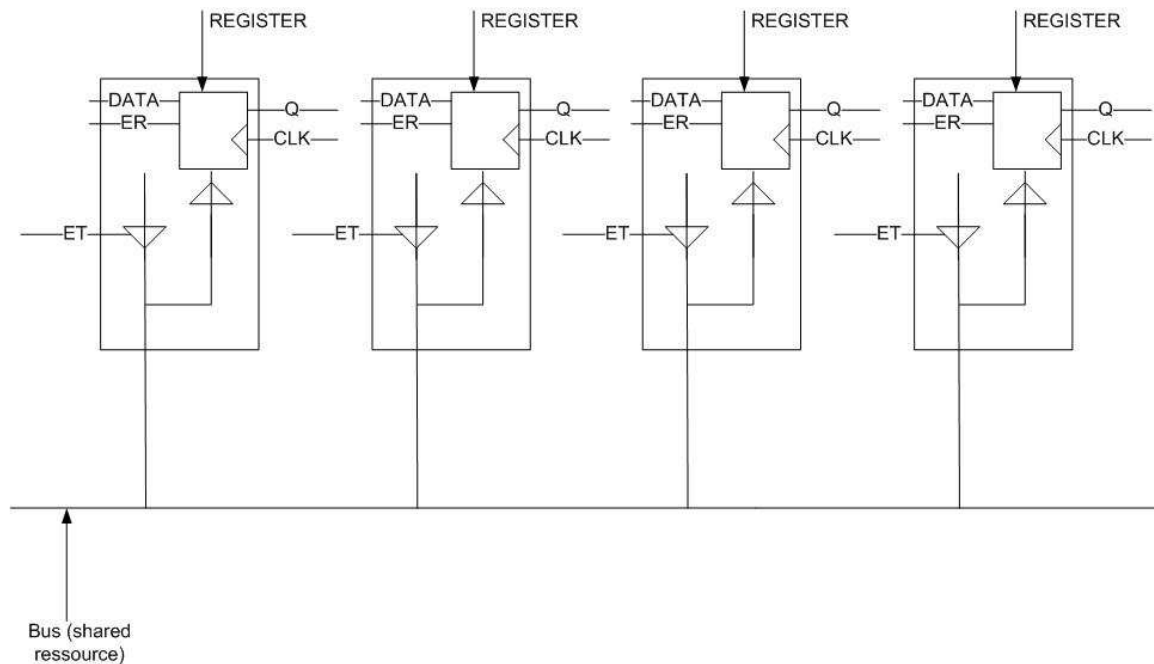 REGISTER REGISTER REGISTER REGISTER
DATA Q DATA Q DATA Q DATA Q
ER CLK ER CLK ER CLK ER CLK
ET ET ET ET
Bus (shared
ressource)